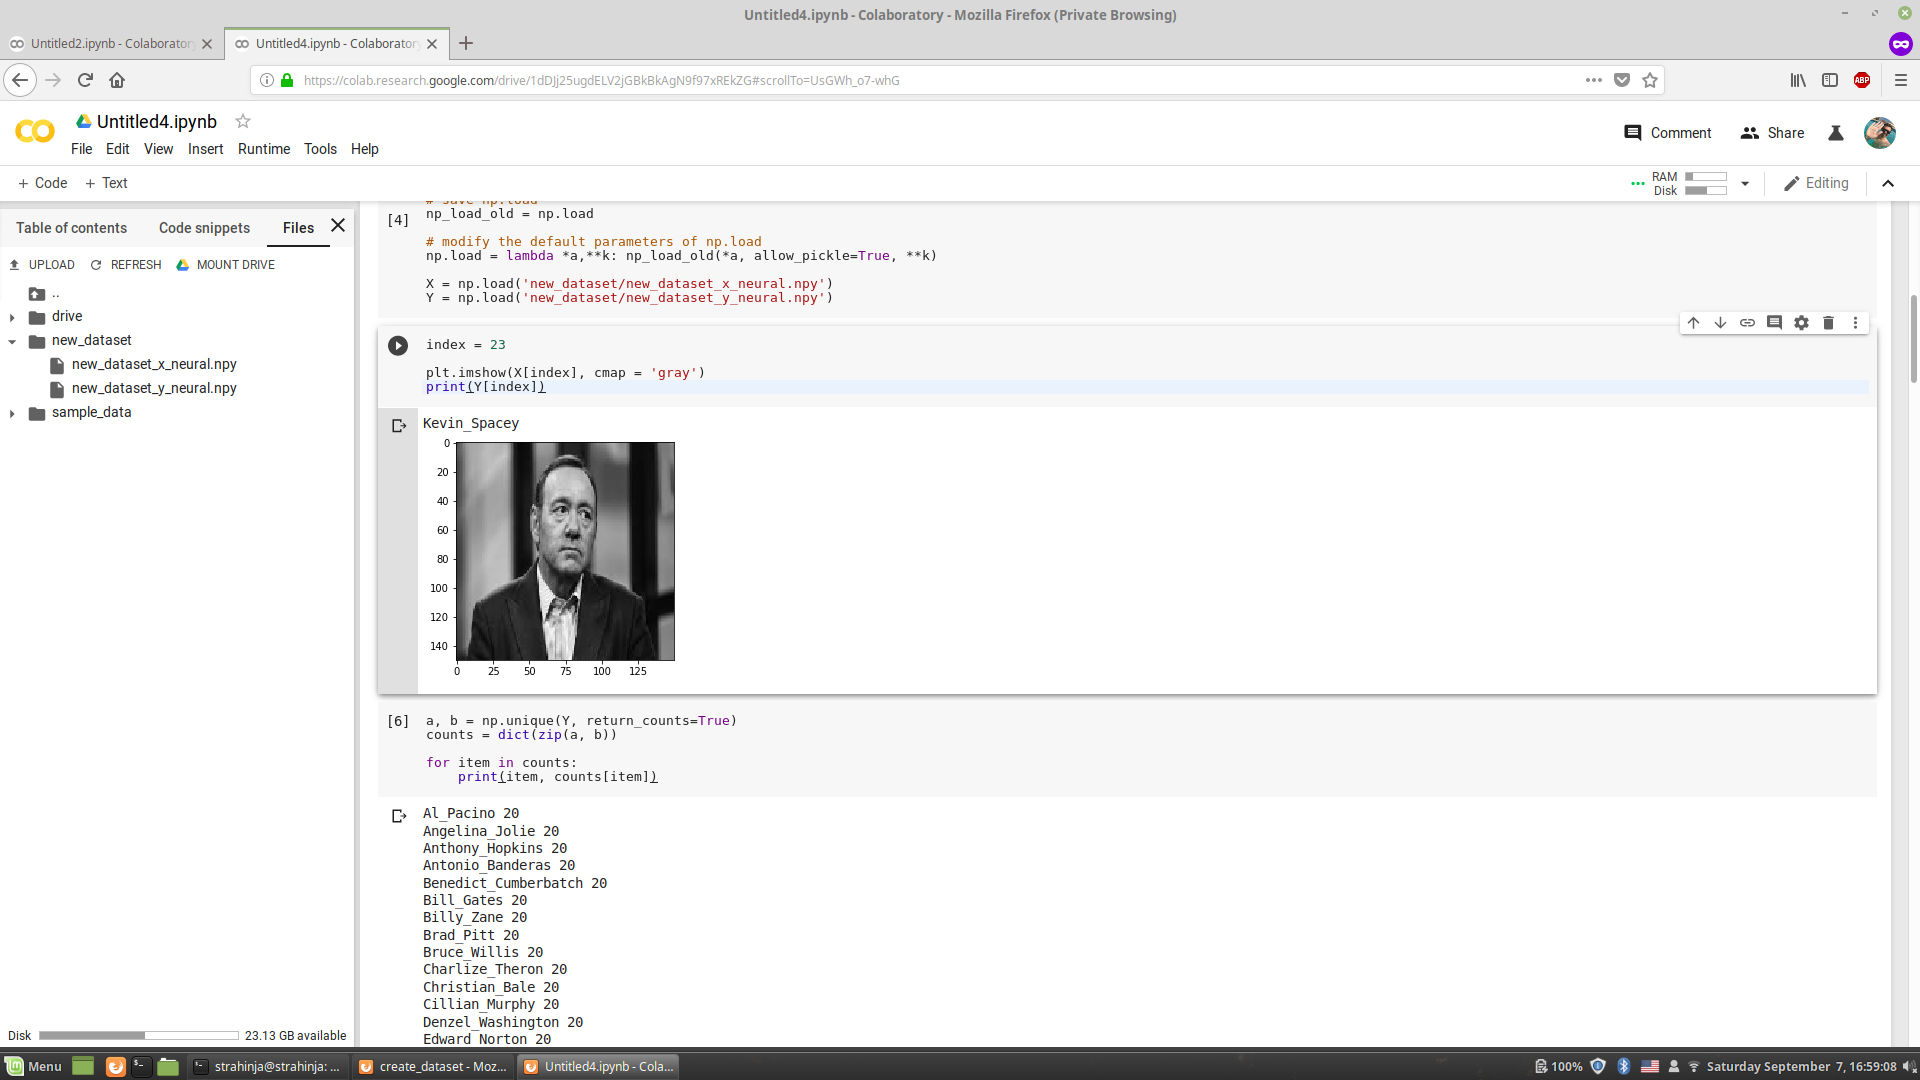 Untitled4.ipynb - Colaboratory - Mozilla Firefox (Private Browsing)
Untitled2.ipynb - Colaborator
Untitled4.ipynb - Colaborator
https://colab.research.google.com/drive/1dDJj25ugdELV2jGBkBkAgN9f97xREkZG#scrollTo=UsGWh_o7-whG
ABP
Untitled4.ipynb
Comment
Share
File Edit View Insert Runtime Tools Help
+ Code + Text
RAM
Disk
Editing
Table of contents
Code snippets
Files
UPLOAD
REFRESH
MOUNT DRIVE
..
drive
new_dataset
new_dataset_x_neural.npy
new_dataset_y_neural.npy
sample_data
Disk
23.13 GB available
# save np.load
[4]
np_load_old = np.load
# modify the default parameters of np.load
np.load = lambda *a,**k: np_load_old(*a, allow_pickle=True, **k)
X = np.load('new_dataset/new_dataset_x_neural.npy')
Y = np.load('new_dataset/new_dataset_y_neural.npy')
index = 23
plt.imshow(X[index], cmap = 'gray')
print(Y[index])
Kevin_Spacey
0
20
40
60
80
100
120
140
0 25 50 75 100 125
[6]
a, b = np.unique(Y, return_counts=True)
counts = dict(zip(a, b))
for item in counts:
print(item, counts[item])
Al_Pacino 20
Angelina_Jolie 20
Anthony_Hopkins 20
Antonio_Banderas 20
Benedict_Cumberbatch 20
Bill_Gates 20
Billy_Zane 20
Brad_Pitt 20
Bruce_Willis 20
Charlize_Theron 20
Christian_Bale 20
Cillian_Murphy 20
Denzel_Washington 20
Edward_Norton 20
Menu
strahinja@strahinja: ...
create_dataset - Moz...
Untitled4.ipynb - Cola...
100%
Saturday September 7, 16:59:08